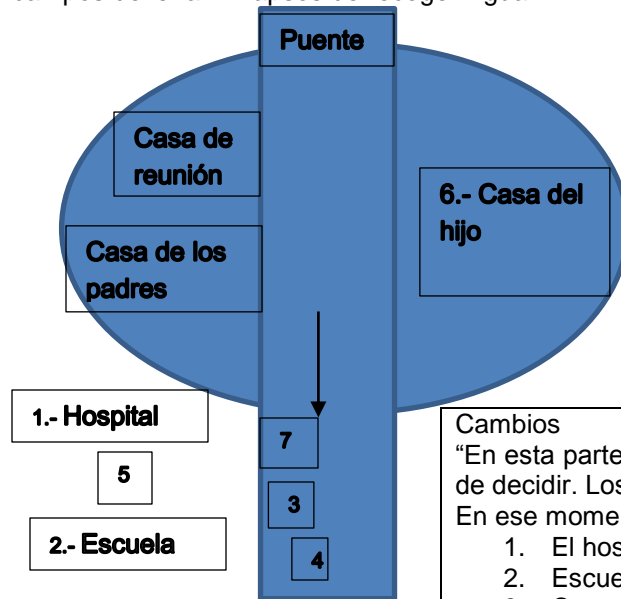 Puente
Casa de
reunión
6.- Casa del
hijo
Casa de los
padres
1.- Hospital
7
5
3
2.- Escuela
4
Cambios
“En esta parte
de decidir. Los
En ese mome
1. El hos
2. Escue